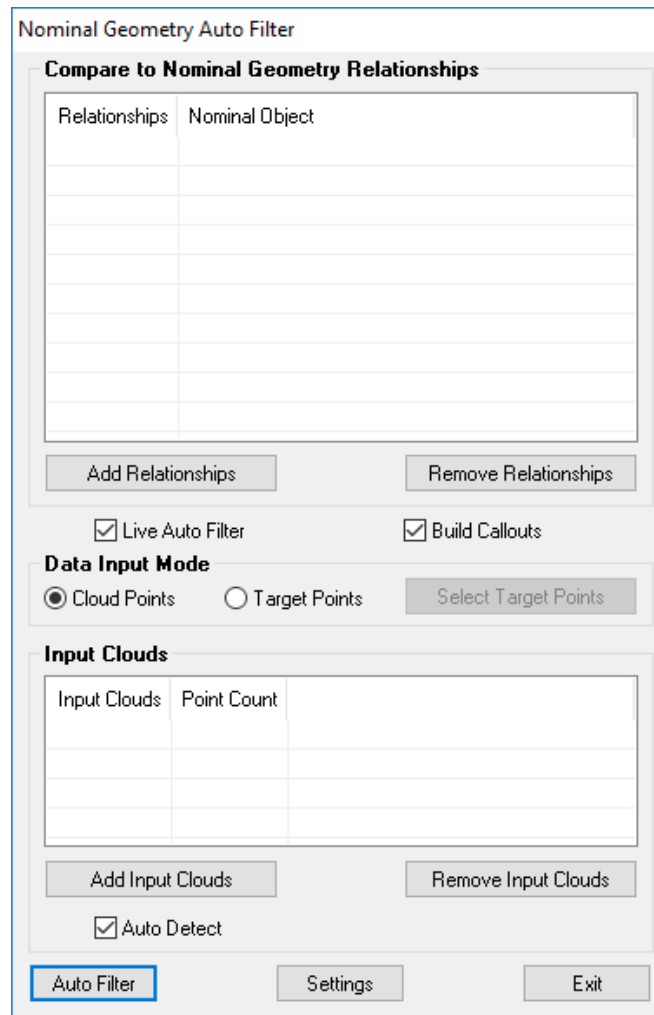 Nominal Geometry Auto Filter
Compare to Nominal Geometry Relationships
Relationships Nominal Object
Add Relationships Remove Relationships
Live Auto Filter Build Callouts
Data Input Mode
Cloud Points Target Points Select Target Points
Input Clouds
Input Clouds Point Count
Add Input Clouds Remove Input Clouds
Auto Detect
Auto Filter Settings Exit